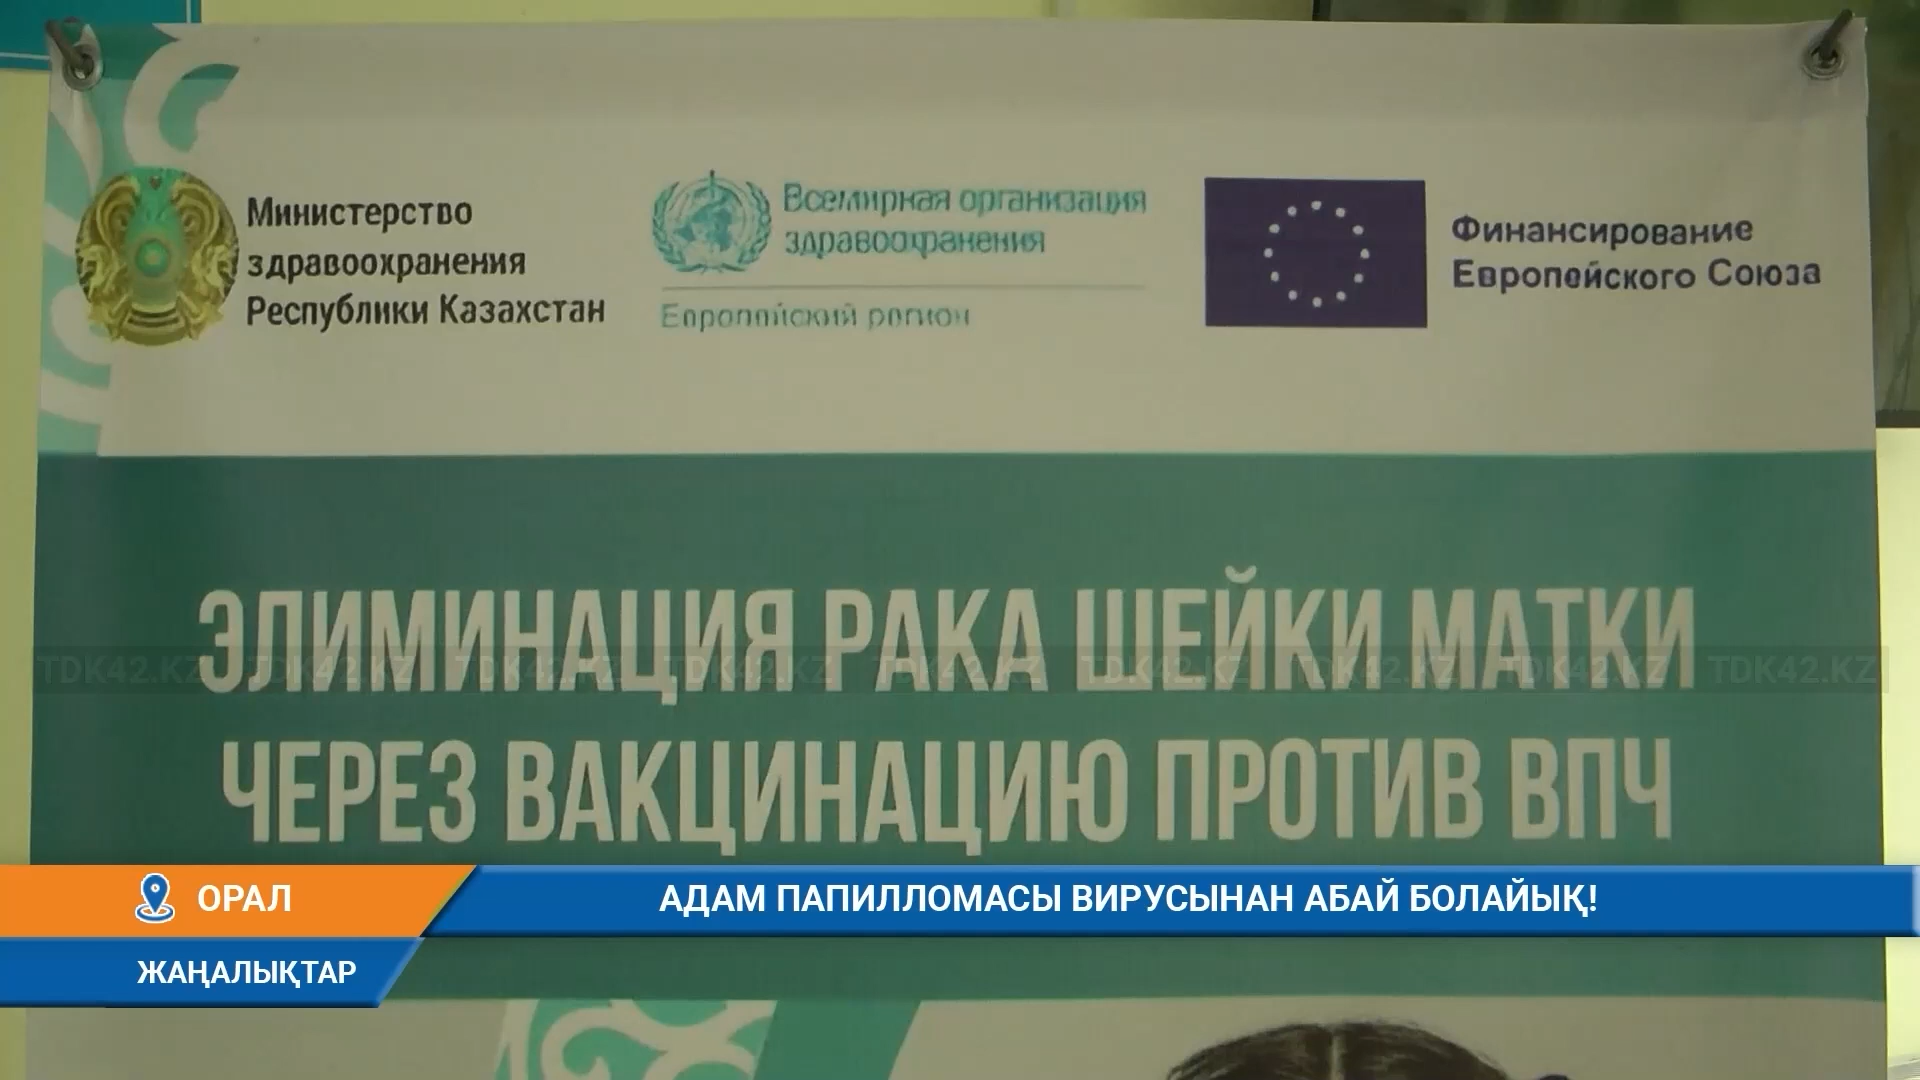 Министерство
здравоохранения
Республики Казахстан
Всемирная организация
здравоохранения
Европейский регион
Финансирование
Европейского Союза
ЭЛИМИНАЦИЯ РАКА ШЕЙКИ МАТКИ
TDK42.KZ TDK42.KZ TDK42.KZ TDK42.KZ TDK42.KZ TDK42.KZ TDK42.KZ TDK42.KZ TDK42.KZ
ЧЕРЕЗ ВАКЦИНАЦИЮ ПРОТИВ ВПЧ
ОРАЛ
АДАМ ПАПИЛЛОМАСЫ ВИРУСЫНАН АБАЙ БОЛАЙЫҚ!
ЖАҢАЛЫҚТАР